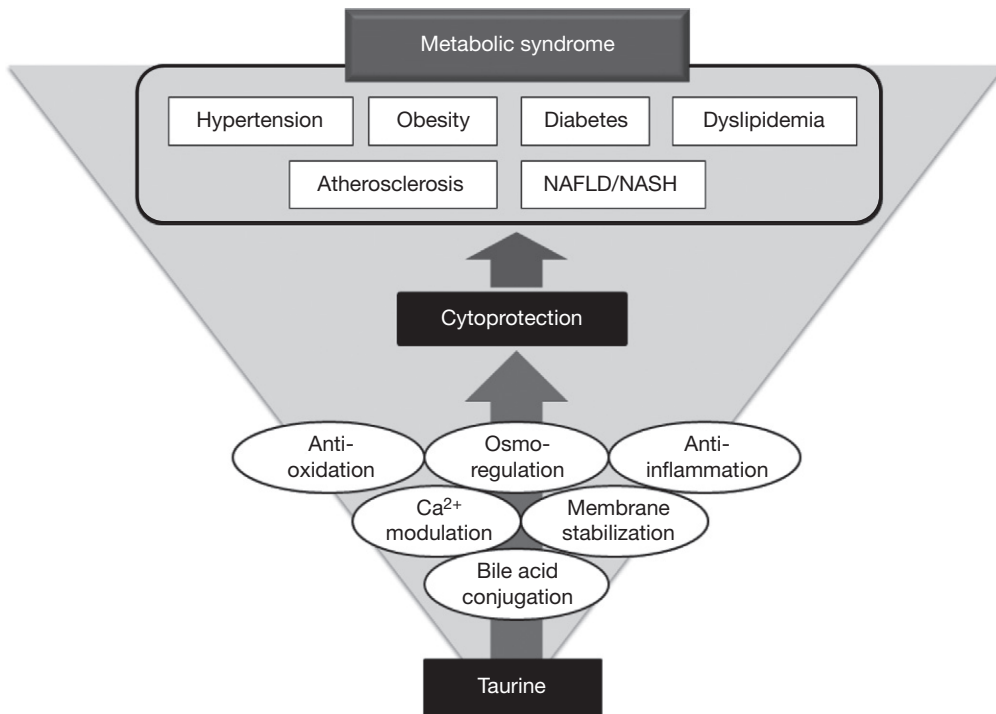 Metabolic syndrome
Hypertension
Obesity
Diabetes
Dyslipidemia
Atherosclerosis
NAFLD/NASH
Cytoprotection
Anti-
oxidation
Osmo-
regulation
Anti-
inflammation
Ca²⁺
modulation
Membrane
stabilization
Bile acid
conjugation
Taurine